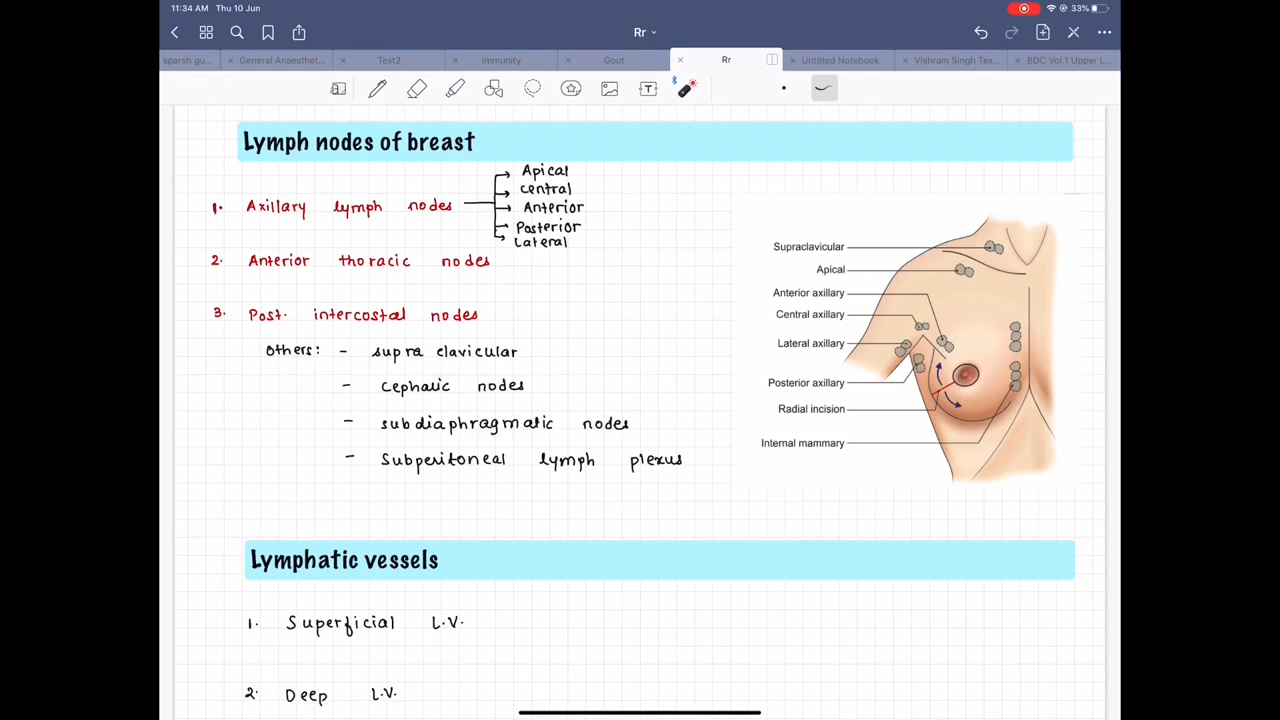 11:34 AM Thu 10 Jun
33%
Rr
sparsh gu...
General Anaesthet...
Test2
immunity
Gout
Rr
Untitled Notebook
Vishram Singh Tex...
BDC Vol.1 Upper L...
Lymph nodes of breast
1. Axillary lymph nodes
Apical
Central
Anterior
Posterior
Lateral
2. Anterior thoracic nodes
3. Post. intercostal nodes
Others: - supra clavicular
- Cephalic nodes
- subdiaphragmatic nodes
- Subperitoneal lymph plexus
Supraclavicular
Apical
Anterior axillary
Central axillary
Lateral axillary
Posterior axillary
Radial incision
Internal mammary
Lymphatic vessels
1. Superficial L.V.
2. Deep L.V.